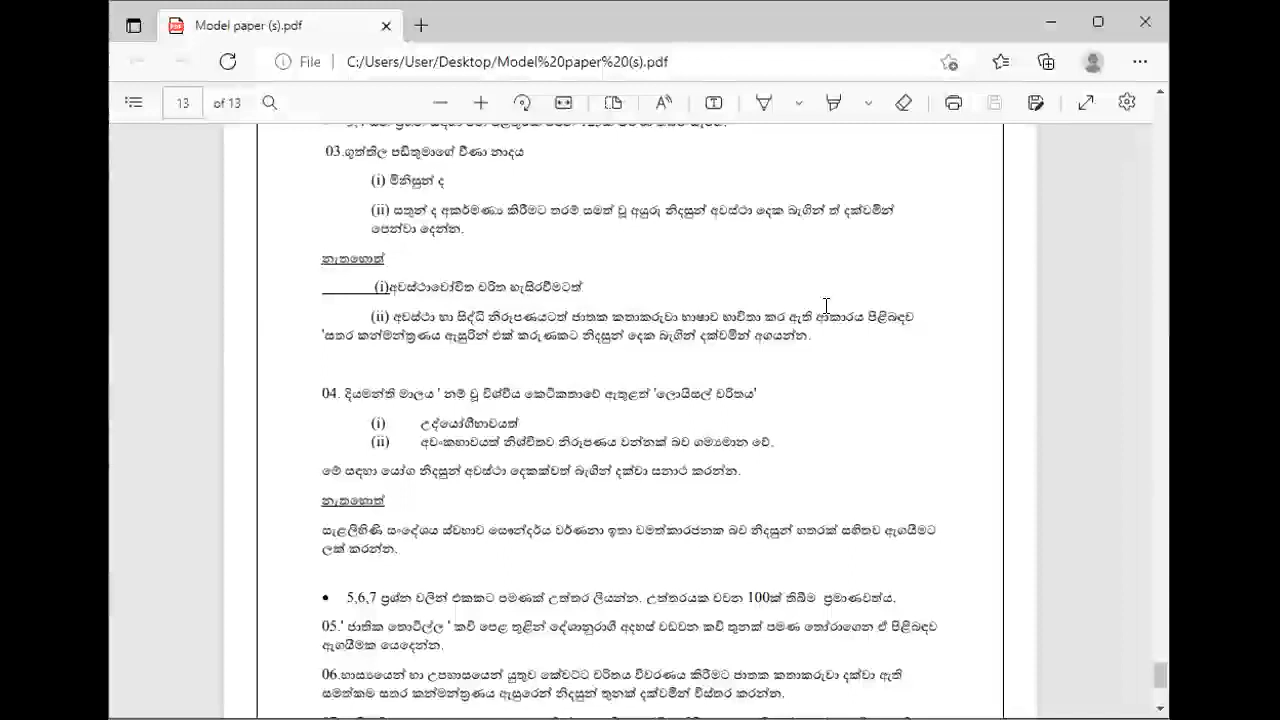 Model paper (s).pdf
File
C:/Users/User/Desktop/Model%20paper%20(s).pdf
13 of 13
03.ගුත්තිල පඩිතුමාගේ වීණා නාදය
(i) මිනිසුන් ද
(ii) සතුන් ද අකර්මණ්‍ය කිරීමට තරම් සමත් වූ අයුරු නිදසුන් අවස්ථා දෙක බැගින් ත් දක්වමින්
පෙන්වා දෙන්න.
නැතහොත්
(i)අවස්ථාවෝචිත චරිත හැසිරවීමටත්
(ii) අවස්ථා හා සිද්ධි නිරූපණයටත් ජාතක කතාකරුවා භාෂාව භාවිතා කර ඇති ආකාරය පිළිබඳව
'සතර කන්මන්ත්‍රණය ඇසුරින් එක් කරුණකට නිදසුන් දෙක බැගින් දක්වමින් අගයන්න.
04. දියමන්ති මාලය ' නම් වූ විශ්වීය කෙටිකතාවේ ඇතුළත් 'ලොයිසල් චරිතය'
(i) උද්යෝගීභාවයත්
(ii) අවංකභාවයත් නිශ්චිතව නිරූපණය වන්නක් බව ගම්‍යමාන වේ.
මේ සඳහා යෝග නිදසුන් අවස්ථා දෙකක්වත් බැගින් දක්වා සනාථ කරන්න.
නැතහොත්
සැළලිහිණි සංදේශය ස්වභාව සෞන්දර්ය වර්ණනා ඉතා චමත්කාරජනක බව නිදසුන් හතරක් සහිතව ඇගයීමට
ලක් කරන්න.
• 5,6,7 ප්‍රශ්න වලින් එකකට පමණක් උත්තර ලියන්න. උත්තරයක වචන 100ක් තිබීම ප්‍රමාණවත්ය.
05.' ජාතික තොටිල්ල ' කවි පෙළ තුළින් දේශානුරාගී අදහස් වඩවන කවි තුනක් පමණ තෝරාගෙන ඒ පිළිබඳව
ඇගයීමක යෙදෙන්න.
06.හාස්‍යයෙන් හා උපහාසයෙන් යුතුව කේවට්ට චරිතය විවරණය කිරීමට ජාතක කතාකරුවා දක්වා ඇති
සමත්කම සතර කන්මන්ත්‍රණය ඇසුරෙන් නිදසුන් තුනක් දක්වමින් විස්තර කරන්න.